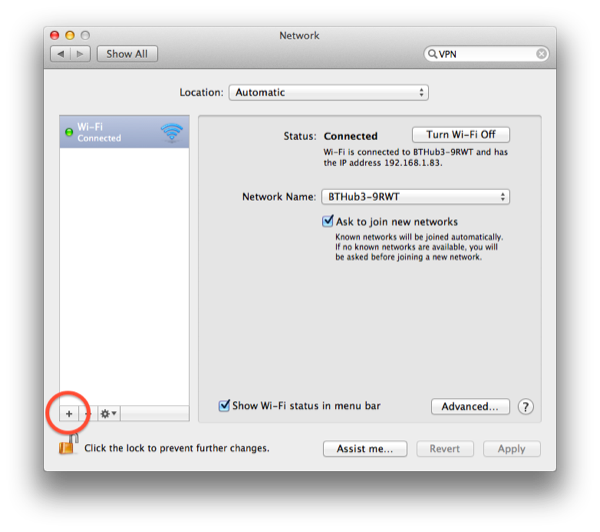 Network
Show All
VPN
Location: Automatic
Wi-Fi
Connected
Status: Connected
Turn Wi-Fi Off
Wi-Fi is connected to BTHub3-9RWT and has
the IP address 192.168.1.83.
Network Name: BTHub3-9RWT
Ask to join new networks
Known networks will be joined automatically.
If no known networks are available, you will
be asked before joining a new network.
+ −
Show Wi-Fi status in menu bar
Advanced... ?
Click the lock to prevent further changes.
Assist me... Revert Apply